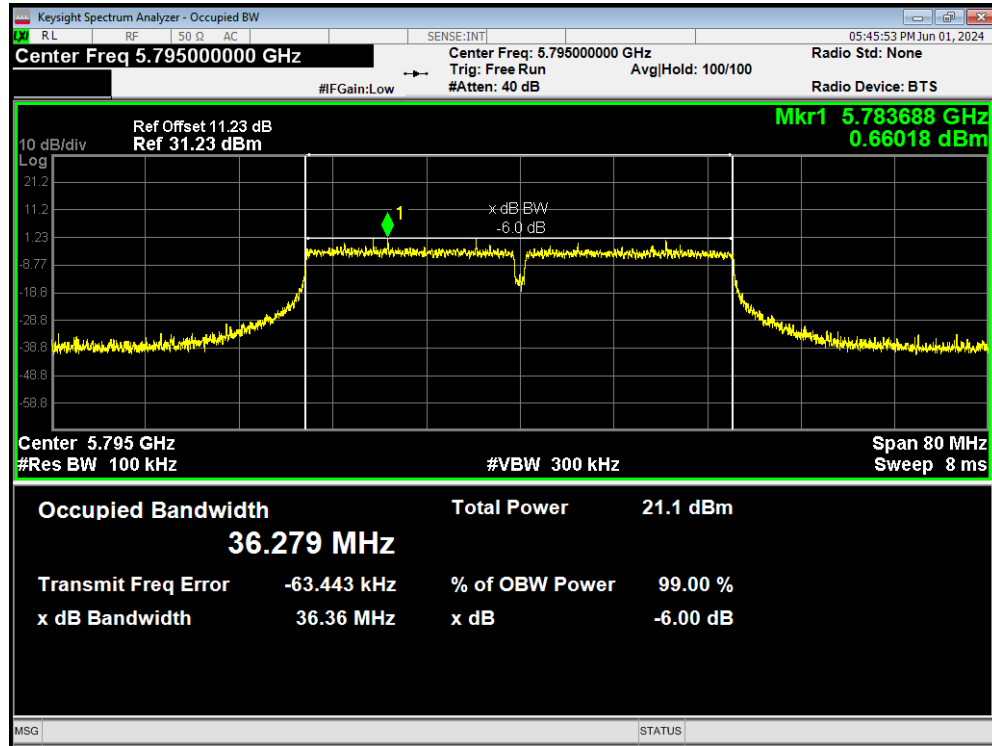 Keysight Spectrum Analyzer - Occupied BW
LXI RL RF 50 Ω AC SENSE:INT 05:45:53 PM Jun 01, 2024
Center Freq 5.795000000 GHz Center Freq: 5.795000000 GHz Radio Std: None
Trig: Free Run Avg|Hold: 100/100
#IFGain:Low #Atten: 40 dB Radio Device: BTS
Mkr1 5.783688 GHz
0.66018 dBm
Ref Offset 11.23 dB
10 dB/div Ref 31.23 dBm
Log
21.2
11.2
1.23
-8.77
-18.8
-28.8
-38.8
-48.8
-58.8
1
x dB BW
-6.0 dB
Center 5.795 GHz Span 80 MHz
#Res BW 100 kHz #VBW 300 kHz Sweep 8 ms
Occupied Bandwidth Total Power 21.1 dBm
36.279 MHz
Transmit Freq Error -63.443 kHz % of OBW Power 99.00 %
x dB Bandwidth 36.36 MHz x dB -6.00 dB
MSG STATUS